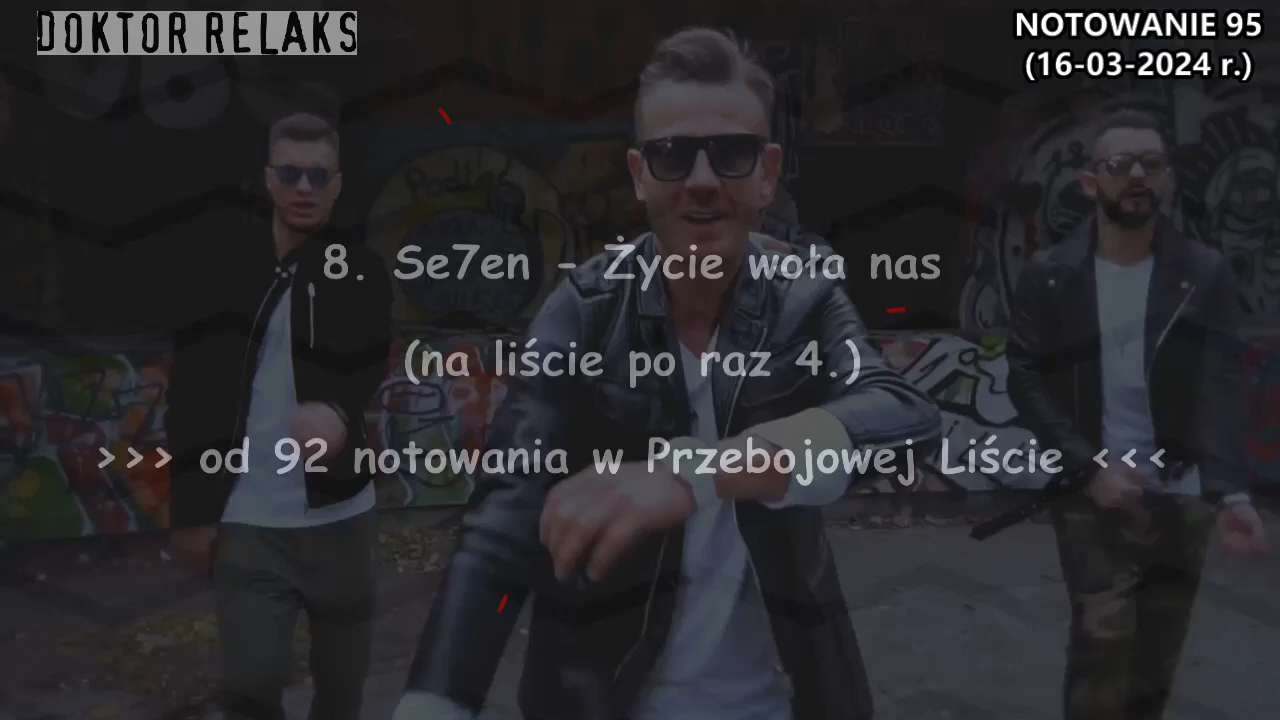 DOKTOR RELAKS
NOTOWANIE 95
(16-03-2024 r.)
8. Se7en - Życie woła nas
(na liście po raz 4.)
>>> od 92 notowania w Przebojowej Liście <<<